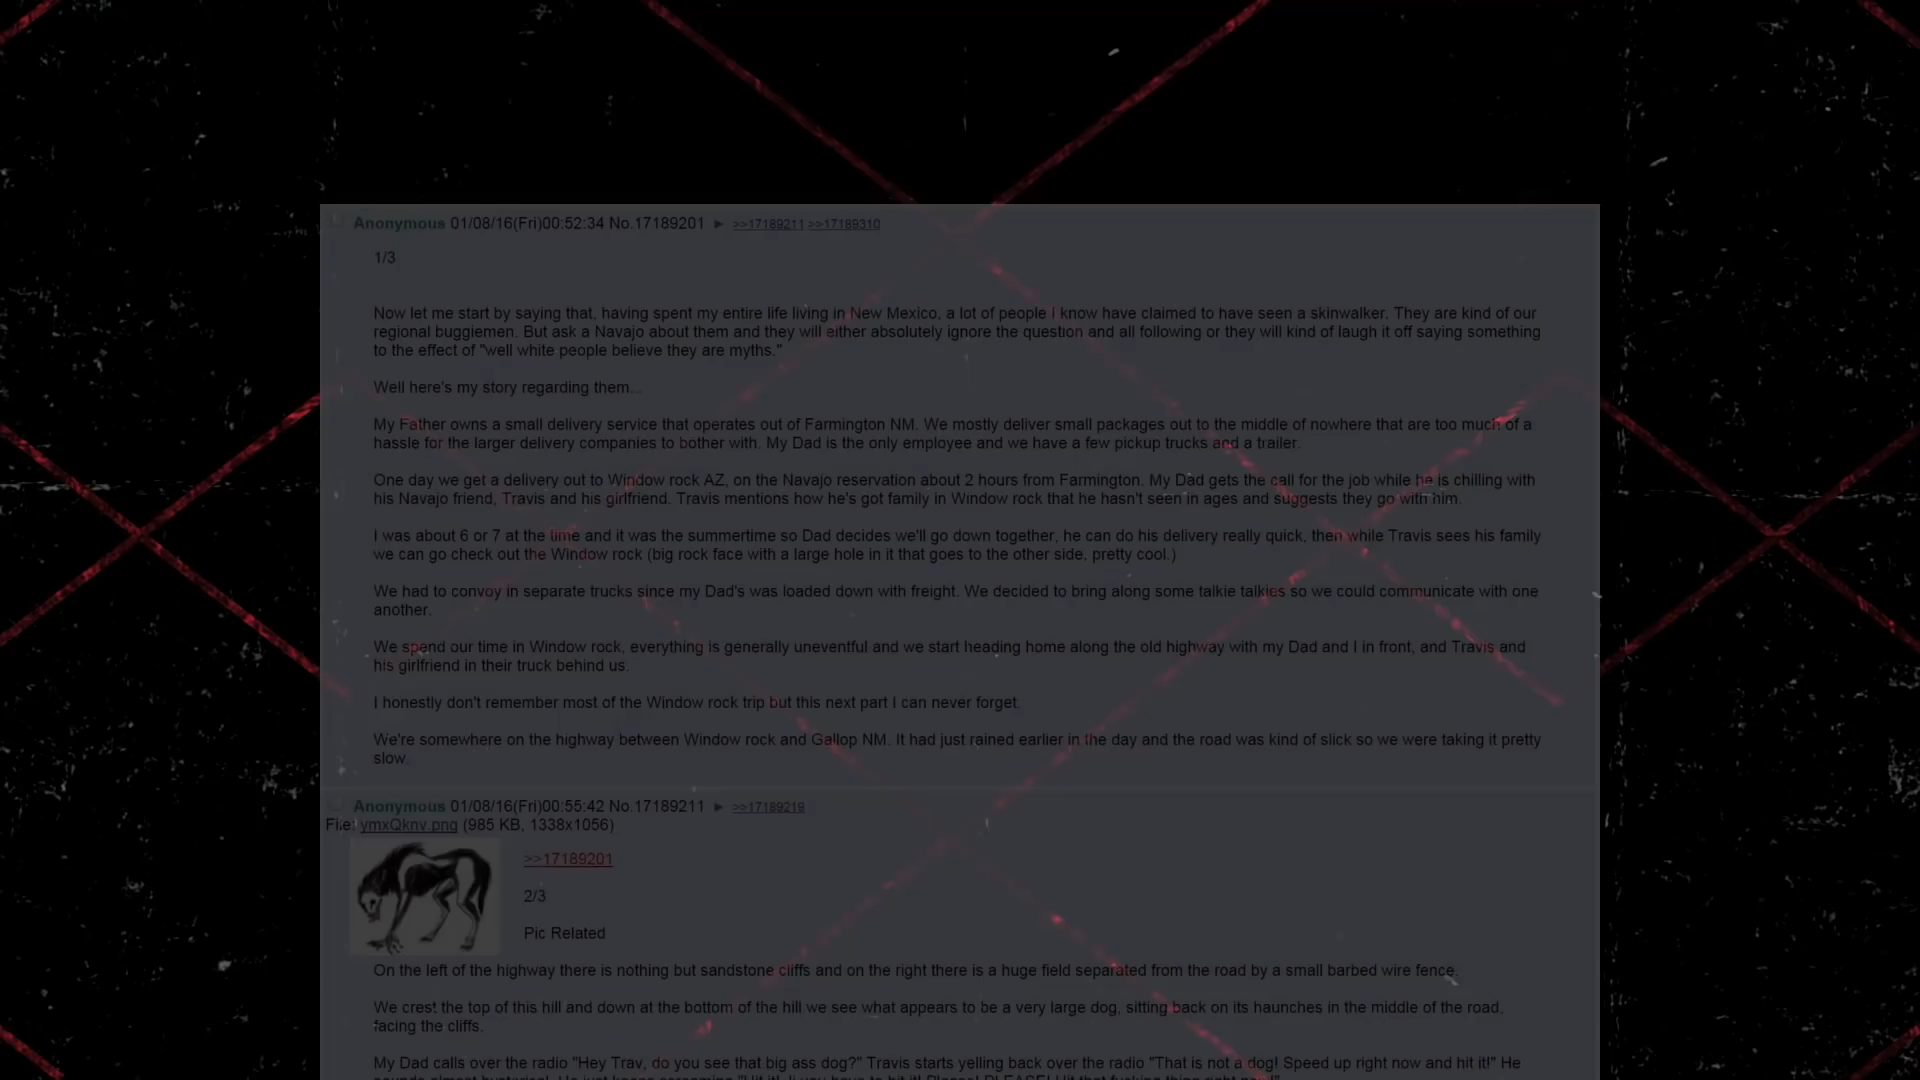 Anonymous 01/08/16(Fri)00:52:34 No.17189201 ► >>17189211 >>17189310
1/3
Now let me start by saying that, having spent my entire life living in New Mexico, a lot of people I know have claimed to have seen a skinwalker. They are kind of our
regional buggiemen. But ask a Navajo about them and they will either absolutely ignore the question and all following or they will kind of laugh it off saying something
to the effect of "well white people believe they are myths."
Well here's my story regarding them...
My Father owns a small delivery service that operates out of Farmington NM. We mostly deliver small packages out to the middle of nowhere that are too much of a
hassle for the larger delivery companies to bother with. My Dad is the only employee and we have a few pickup trucks and a trailer.
One day we get a delivery out to Window rock AZ, on the Navajo reservation about 2 hours from Farmington. My Dad gets the call for the job while he is chilling with
his Navajo friend, Travis and his girlfriend. Travis mentions how he's got family in Window rock that he hasn't seen in ages and suggests they go with him.
I was about 6 or 7 at the time and it was the summertime so Dad decides we'll go down together, he can do his delivery really quick, then while Travis sees his family
we can go check out the Window rock (big rock face with a large hole in it that goes to the other side, pretty cool.)
We had to convoy in separate trucks since my Dad's was loaded down with freight. We decided to bring along some talkie talkies so we could communicate with one
another.
We spend our time in Window rock, everything is generally uneventful and we start heading home along the old highway with my Dad and I in front, and Travis and
his girlfriend in their truck behind us.
I honestly don't remember most of the Window rock trip but this next part I can never forget.
We're somewhere on the highway between Window rock and Gallop NM. It had just rained earlier in the day and the road was kind of slick so we were taking it pretty
slow.
Anonymous 01/08/16(Fri)00:55:42 No.17189211 ► >>17189219
File: ymxQknv.png (985 KB, 1338x1056)
>>17189201
2/3
Pic Related
On the left of the highway there is nothing but sandstone cliffs and on the right there is a huge field separated from the road by a small barbed wire fence.
We crest the top of this hill and down at the bottom of the hill we see what appears to be a very large dog, sitting back on its haunches in the middle of the road,
facing the cliffs.
My Dad calls over the radio "Hey Trav, do you see that big ass dog?" Travis starts yelling back over the radio "That is not a dog! Speed up right now and hit it!" He